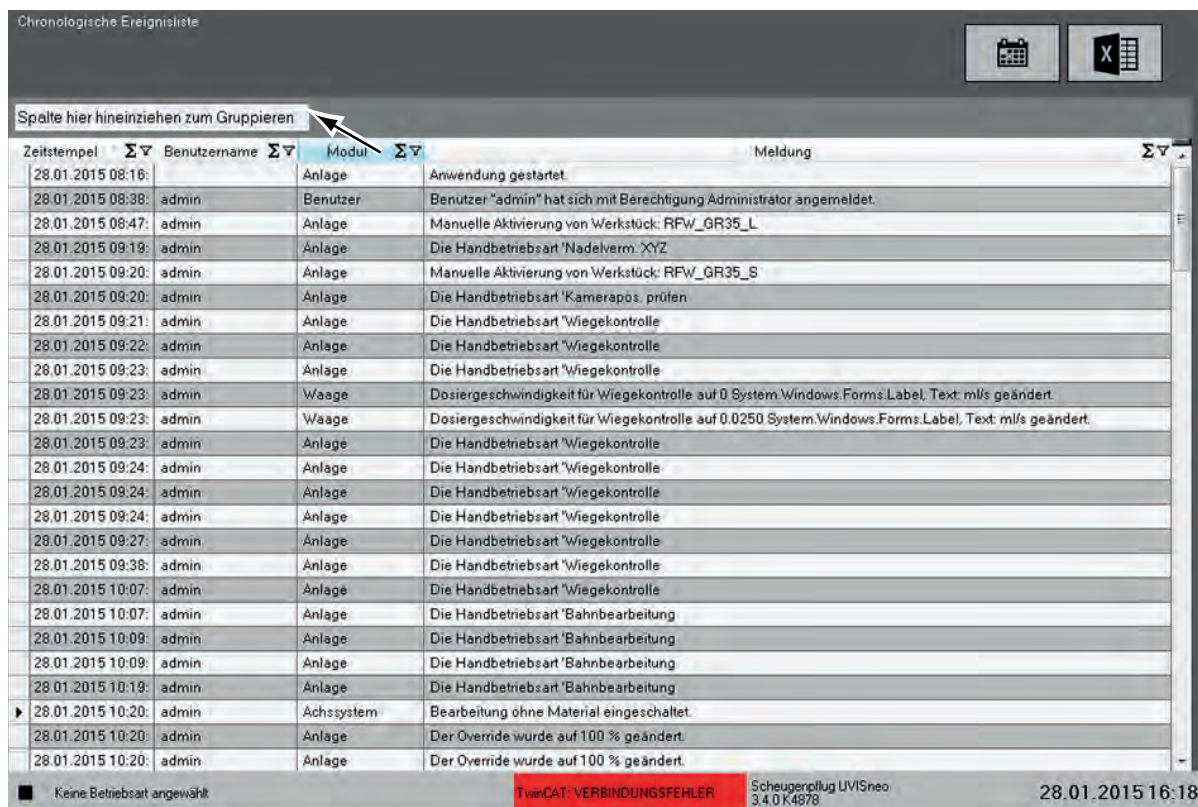 Chronologische Ereignisliste
Spalte hier hineinziehen zum Gruppieren
Zeitstempel Σ Benutzername Σ Modul Σ Meldung Σ
28.01.2015 08:16: Anlage Anwendung gestartet.
28.01.2015 08:38: admin Benutzer Benutzer "admin" hat sich mit Berechtigung Administrator angemeldet.
28.01.2015 08:47: admin Anlage Manuelle Aktivierung von Werkstück: RFW_GR35_L
28.01.2015 09:19: admin Anlage Die Handbetriebsart 'Nadelverm. XYZ
28.01.2015 09:20: admin Anlage Manuelle Aktivierung von Werkstück: RFW_GR35_S
28.01.2015 09:20: admin Anlage Die Handbetriebsart 'Kamerapos. prüfen
28.01.2015 09:21: admin Anlage Die Handbetriebsart 'Wiegekontrolle
28.01.2015 09:22: admin Anlage Die Handbetriebsart 'Wiegekontrolle
28.01.2015 09:23: admin Anlage Die Handbetriebsart 'Wiegekontrolle
28.01.2015 09:23: admin Waage Dosiergeschwindigkeit für Wiegekontrolle auf 0 System.Windows.Forms.Label, Text: ml/s geändert.
28.01.2015 09:23: admin Waage Dosiergeschwindigkeit für Wiegekontrolle auf 0.0250 System.Windows.Forms.Label, Text: ml/s geändert.
28.01.2015 09:23: admin Anlage Die Handbetriebsart 'Wiegekontrolle
28.01.2015 09:24: admin Anlage Die Handbetriebsart 'Wiegekontrolle
28.01.2015 09:24: admin Anlage Die Handbetriebsart 'Wiegekontrolle
28.01.2015 09:24: admin Anlage Die Handbetriebsart 'Wiegekontrolle
28.01.2015 09:27: admin Anlage Die Handbetriebsart 'Wiegekontrolle
28.01.2015 09:38: admin Anlage Die Handbetriebsart 'Wiegekontrolle
28.01.2015 10:07: admin Anlage Die Handbetriebsart 'Wiegekontrolle
28.01.2015 10:07: admin Anlage Die Handbetriebsart 'Bahnbearbeitung
28.01.2015 10:09: admin Anlage Die Handbetriebsart 'Bahnbearbeitung
28.01.2015 10:09: admin Anlage Die Handbetriebsart 'Bahnbearbeitung
28.01.2015 10:19: admin Anlage Die Handbetriebsart 'Bahnbearbeitung
28.01.2015 10:20: admin Achssystem Bearbeitung ohne Material eingeschaltet.
28.01.2015 10:20: admin Anlage Der Override wurde auf 100 % geändert.
28.01.2015 10:20: admin Anlage Der Override wurde auf 100 % geändert.
Keine Betriebsart angewählt TwinCAT: VERBINDUNGSFEHLER Scheugenpflug UVISneo 28.01.2015 16:18
3.4.0 K4878